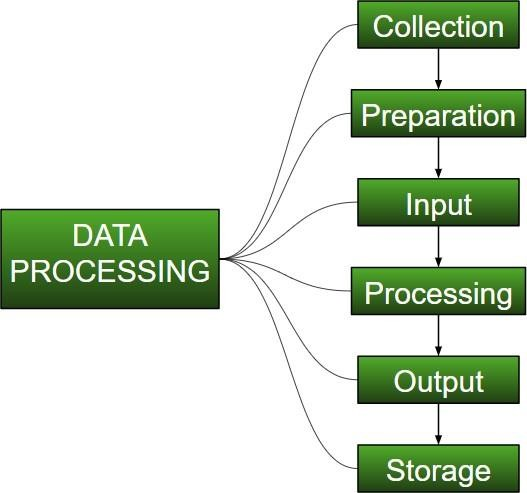 Collection
Preparation
Input
DATA
PROCESSING
Processing
Output
Storage